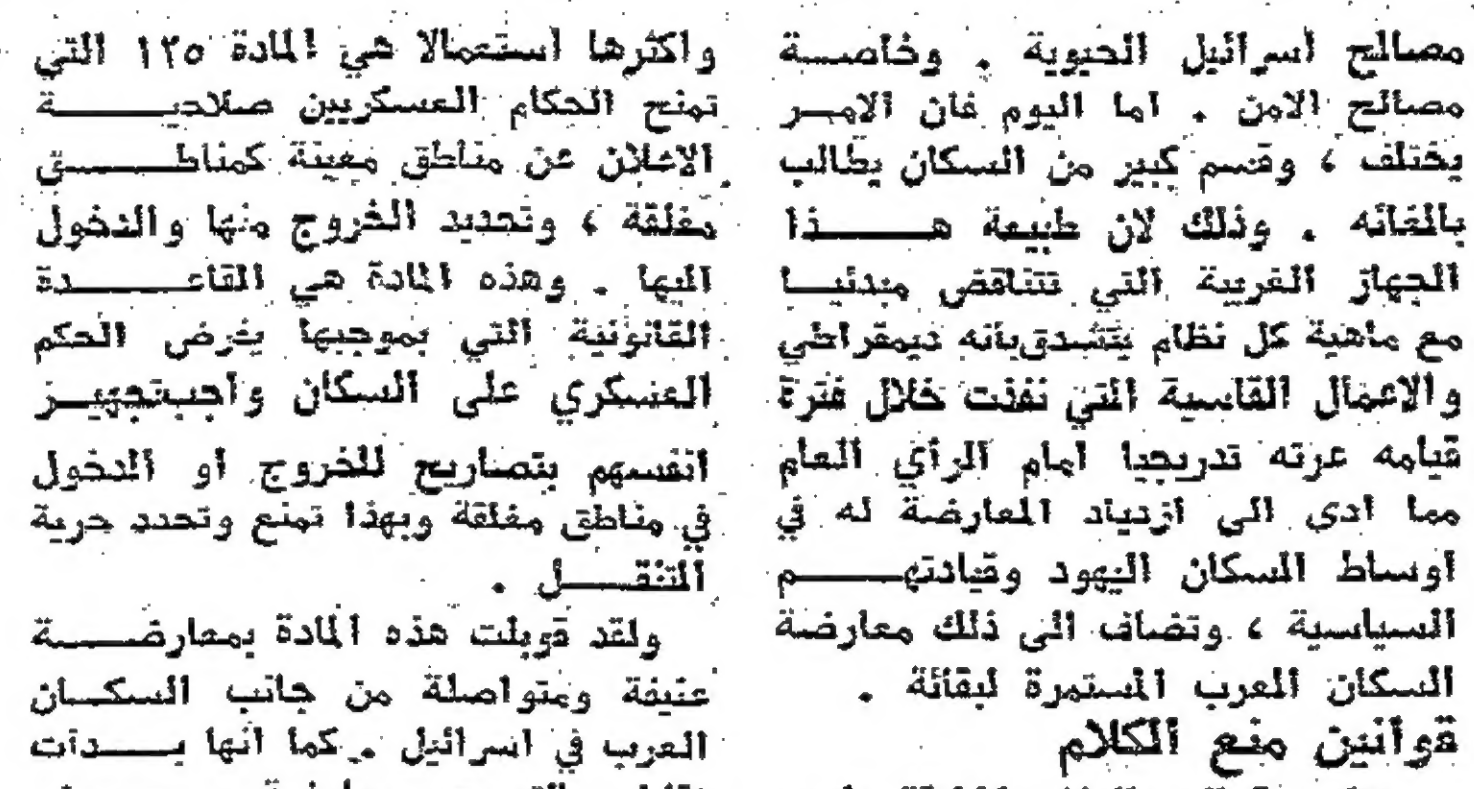 مصالح اسرائيل الحيوية . وخاصة
مصالح الامن . اما اليوم فان الامر
يختلف ، وقسم كبير من السكان يطالب
بالغائه . وذلك لان طبيعة هذا
الجهاز الغريبة التي تتناقض مبدئيا
مع ماهية كل نظام يتشدق بأنه ديمقراطي
والاعمال القاسية التي نفذت خلال فترة
قيامه عرته تدريجيا امام الرأي العام
مما ادى الى ازدياد المعارضة له في
اوساط السكان اليهود وقيادتهم
السياسية ، وتضاف الى ذلك معارضة
السكان العرب المستمرة لبقائة .
قوانين منع الكلام
واكثرها استعمالا هي المادة ١٢٥ التي
تمنح الحكام العسكريين صلاحية
الاعلان عن مناطق معينة كمناطق
مغلقة ، وتحديد الخروج منها والدخول
اليها . وهذه المادة هي القاعدة
القانونية التي بموجبها يفرض الحكم
العسكري على السكان واجب تجهيز
انفسهم بتصاريح للخروج او الدخول
في مناطق مغلقة وبهذا تمنع وتحدد حرية
التنقل .
ولقد قوبلت هذه المادة بمعارضة
عنيفة ومتواصلة من جانب السكان
العرب في اسرائيل . كما انها بدأت